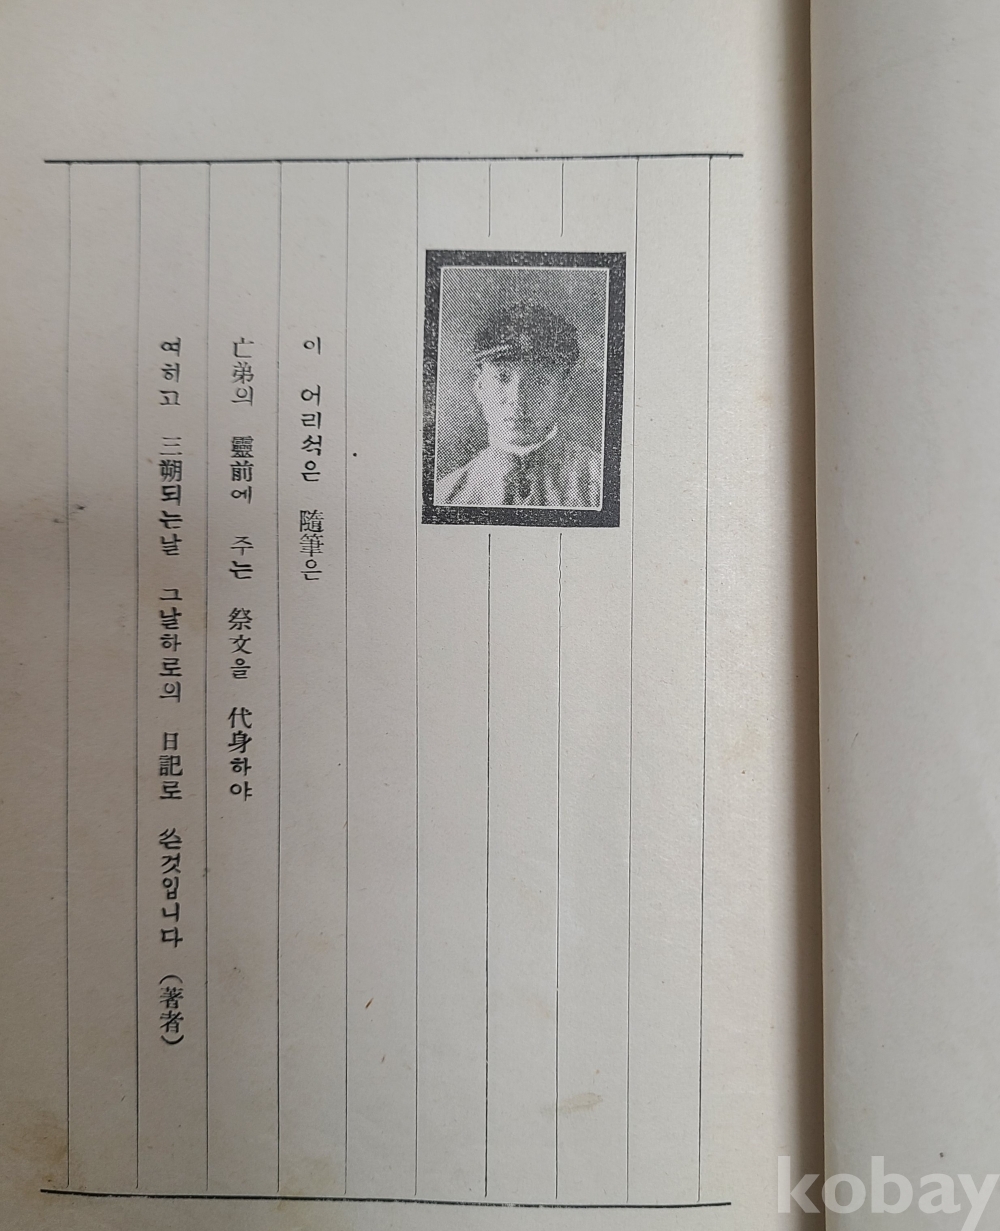 이 어리석은 隨筆은
亡弟의 靈前에 주는 祭文을 代身하야
여히고 三朔되는날 그날하로의 日記로 쓴것입니다 (著者)
kobay